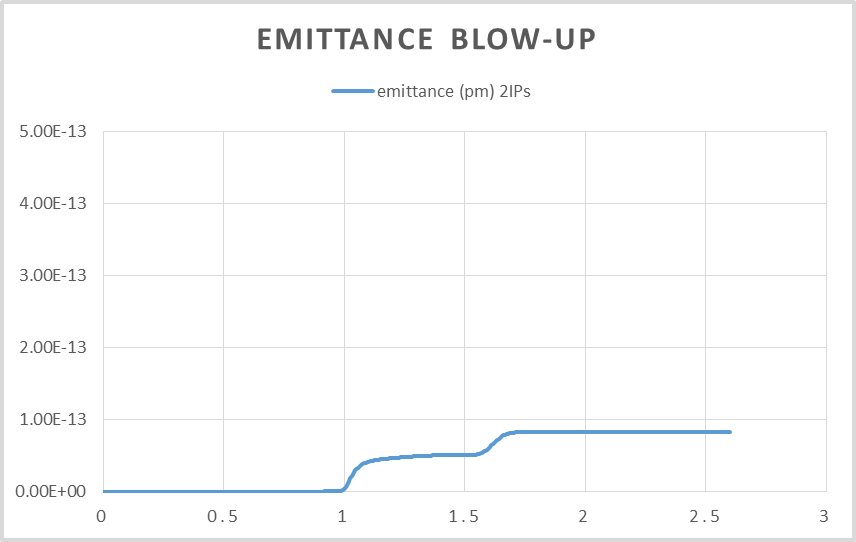 EMITTANCE BLOW-UP
emittance (pm) 2IPs
5.00E-13
4.00E-13
3.00E-13
2.00E-13
1.00E-13
0.00E+00
0 0.5 1 1.5 2 2.5 3